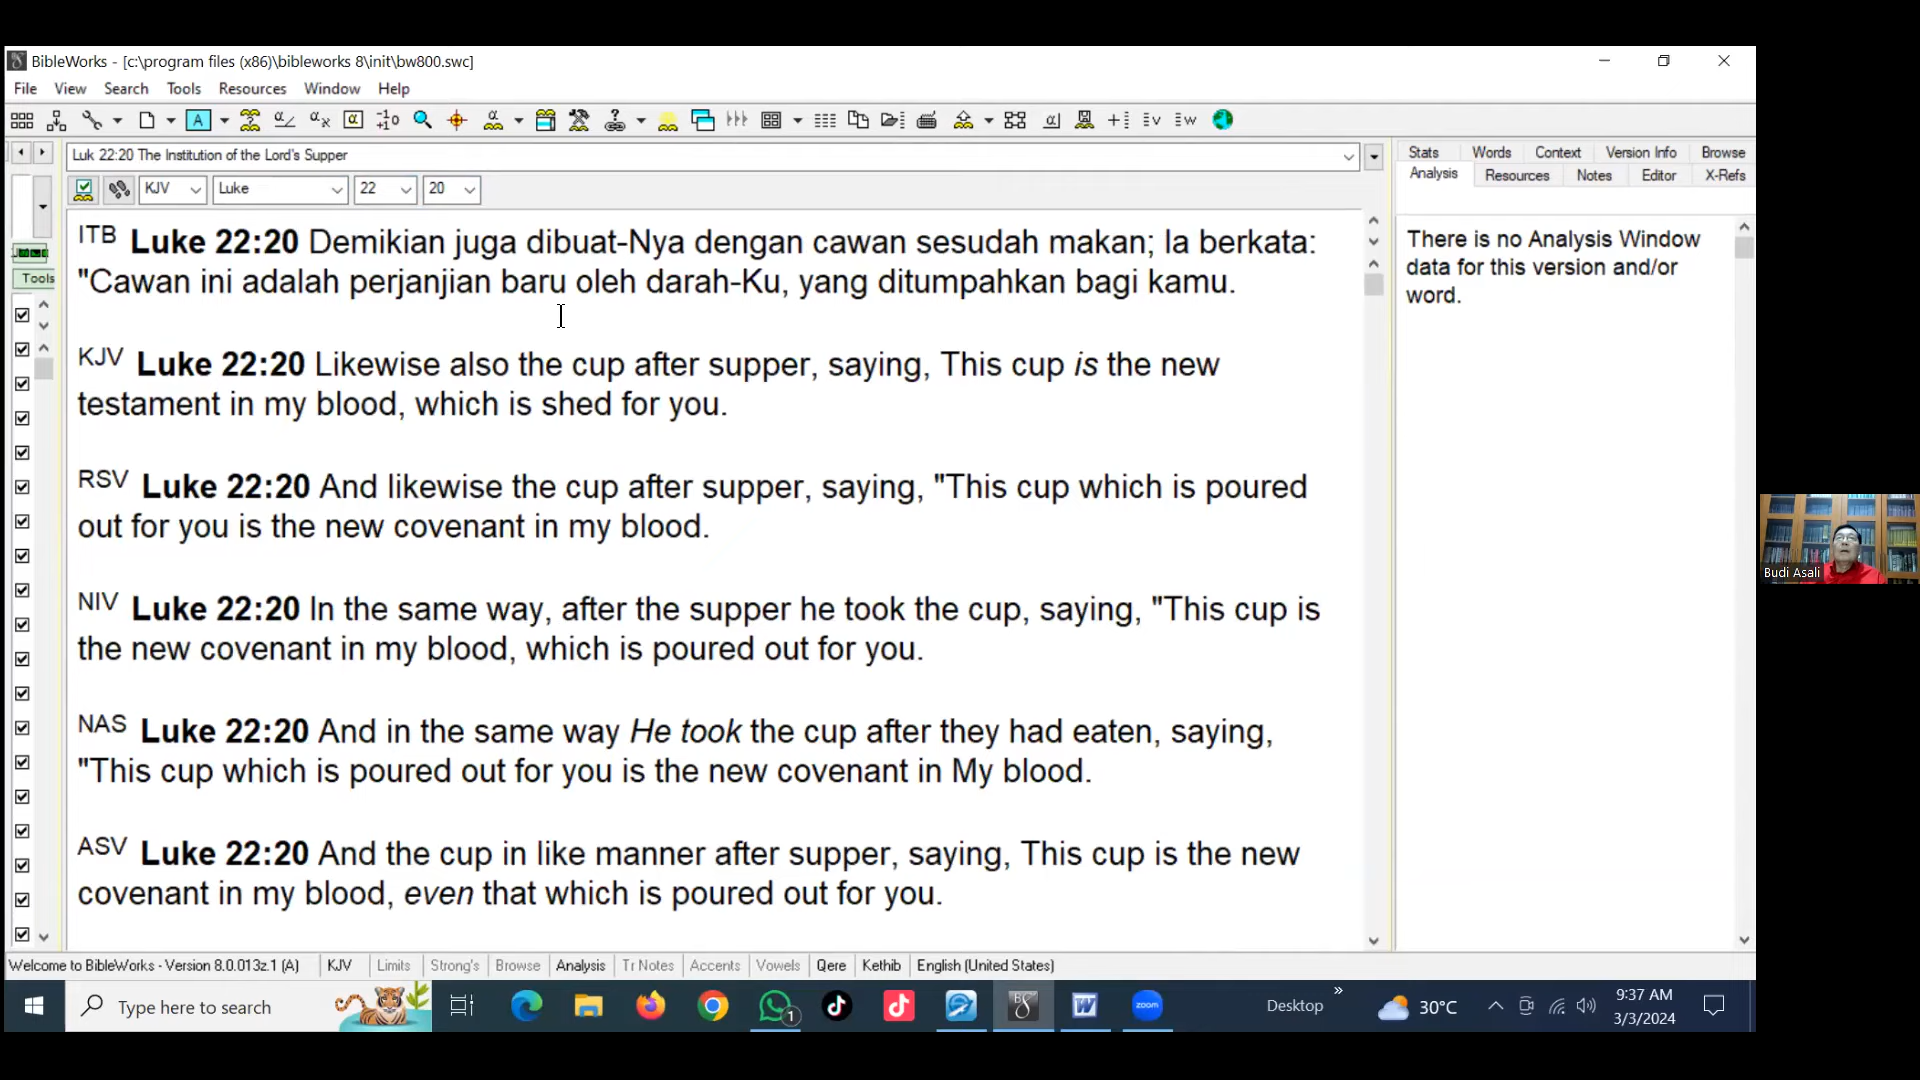 BibleWorks - [c:\program files (x86)\bibleworks 8\init\bw800.swc]
File View Search Tools Resources Window Help
Luk 22:20 The Institution of the Lord's Supper
KJV Luke 22 20
Tools
ITB Luke 22:20 Demikian juga dibuat-Nya dengan cawan sesudah makan; Ia berkata:
"Cawan ini adalah perjanjian baru oleh darah-Ku, yang ditumpahkan bagi kamu.
KJV Luke 22:20 Likewise also the cup after supper, saying, This cup is the new
testament in my blood, which is shed for you.
RSV Luke 22:20 And likewise the cup after supper, saying, "This cup which is poured
out for you is the new covenant in my blood.
NIV Luke 22:20 In the same way, after the supper he took the cup, saying, "This cup is
the new covenant in my blood, which is poured out for you.
NAS Luke 22:20 And in the same way He took the cup after they had eaten, saying,
"This cup which is poured out for you is the new covenant in My blood.
ASV Luke 22:20 And the cup in like manner after supper, saying, This cup is the new
covenant in my blood, even that which is poured out for you.
Stats Words Context Version Info Browse
Analysis Resources Notes Editor X-Refs
There is no Analysis Window
data for this version and/or
word.
Budi Asali
Welcome to BibleWorks - Version 8.0.013z.1 (A) KJV Limits Strong's Browse Analysis Tr Notes Accents Vowels Qere Kethib English (United States)
Type here to search
1
zoom
Desktop
30°C
9:37 AM
3/3/2024